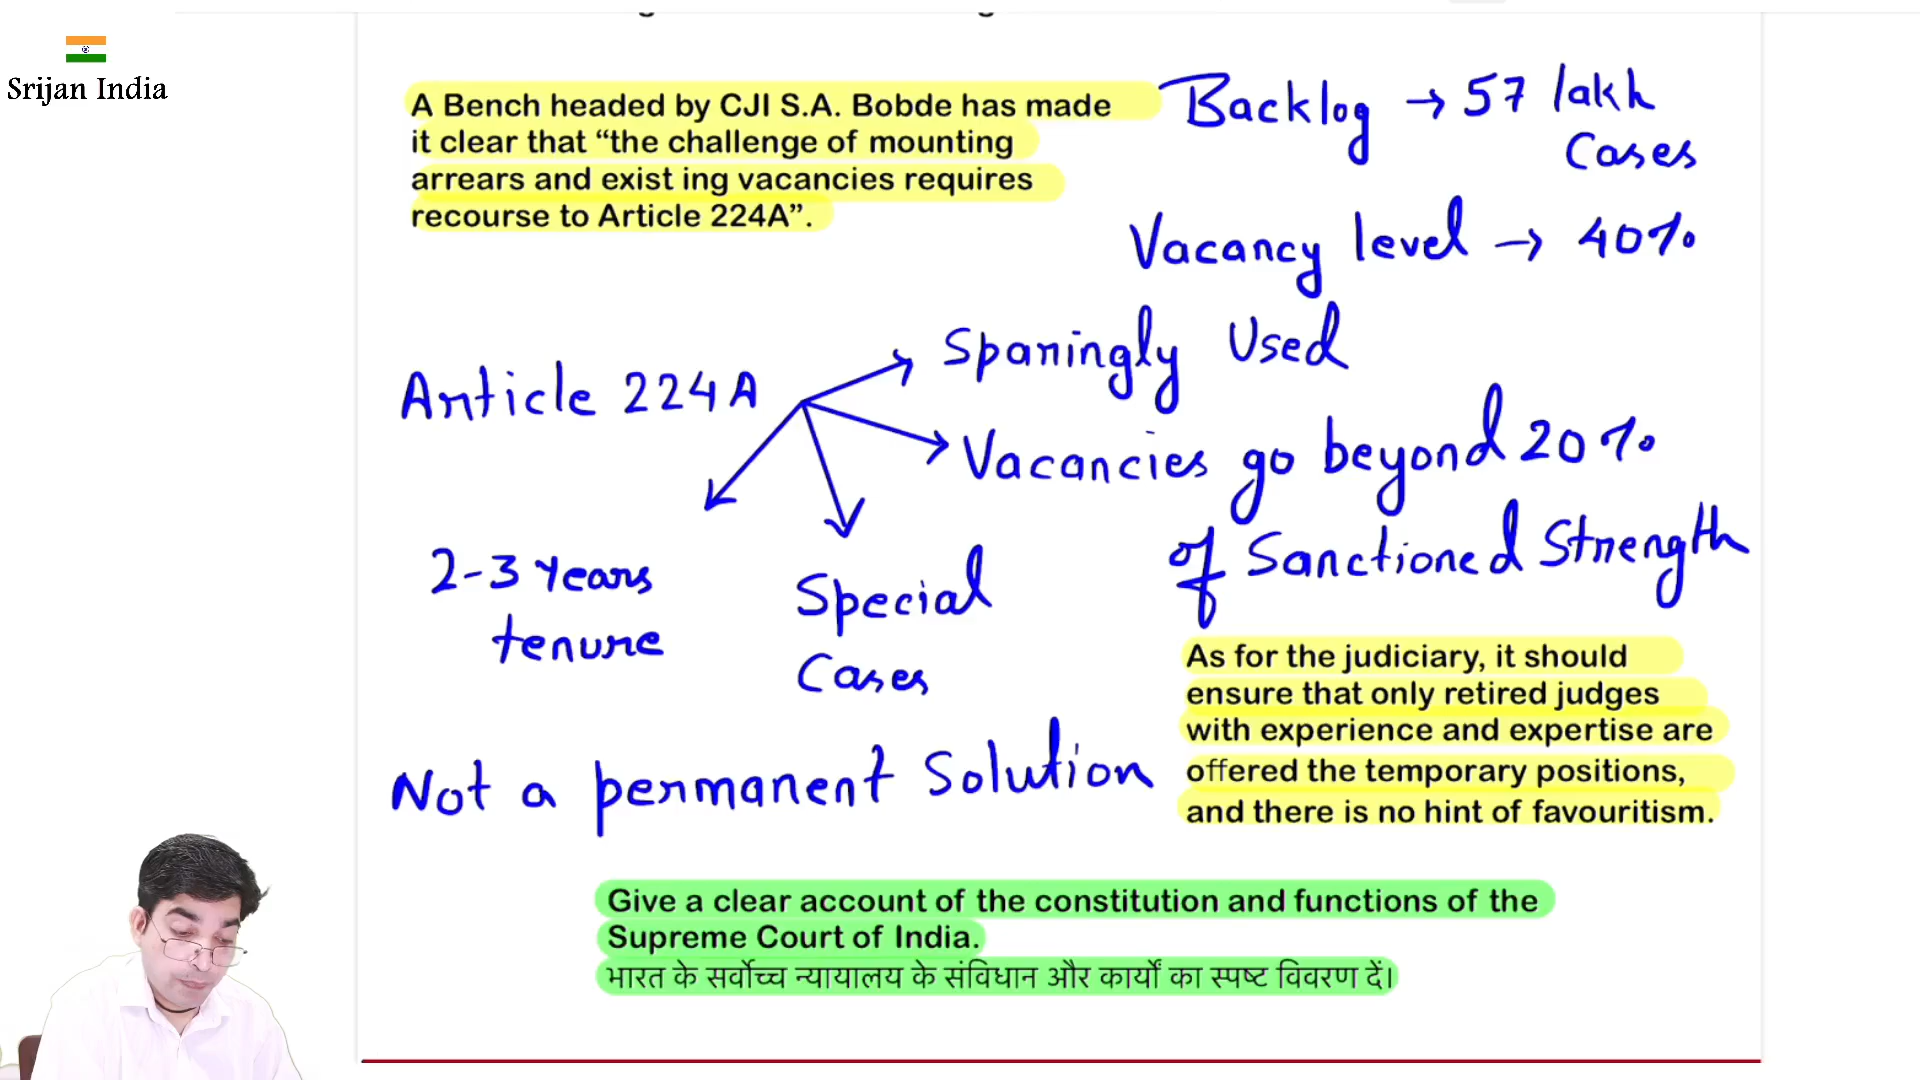 Srijan India
A Bench headed by CJI S.A. Bobde has made
it clear that “the challenge of mounting
arrears and exist ing vacancies requires
recourse to Article 224A”.
Backlog → 57 lakh
Cases
Vacancy level → 40%
Article 224A
Sparingly Used
Vacancies go beyond 20%
of Sanctioned Strength
2-3 Years
tenure
Special
Cases
Not a permanent Solution
As for the judiciary, it should
ensure that only retired judges
with experience and expertise are
offered the temporary positions,
and there is no hint of favouritism.
Give a clear account of the constitution and functions of the
Supreme Court of India.
भारत के सर्वोच्च न्यायालय के संविधान और कार्यों का स्पष्ट विवरण दें।